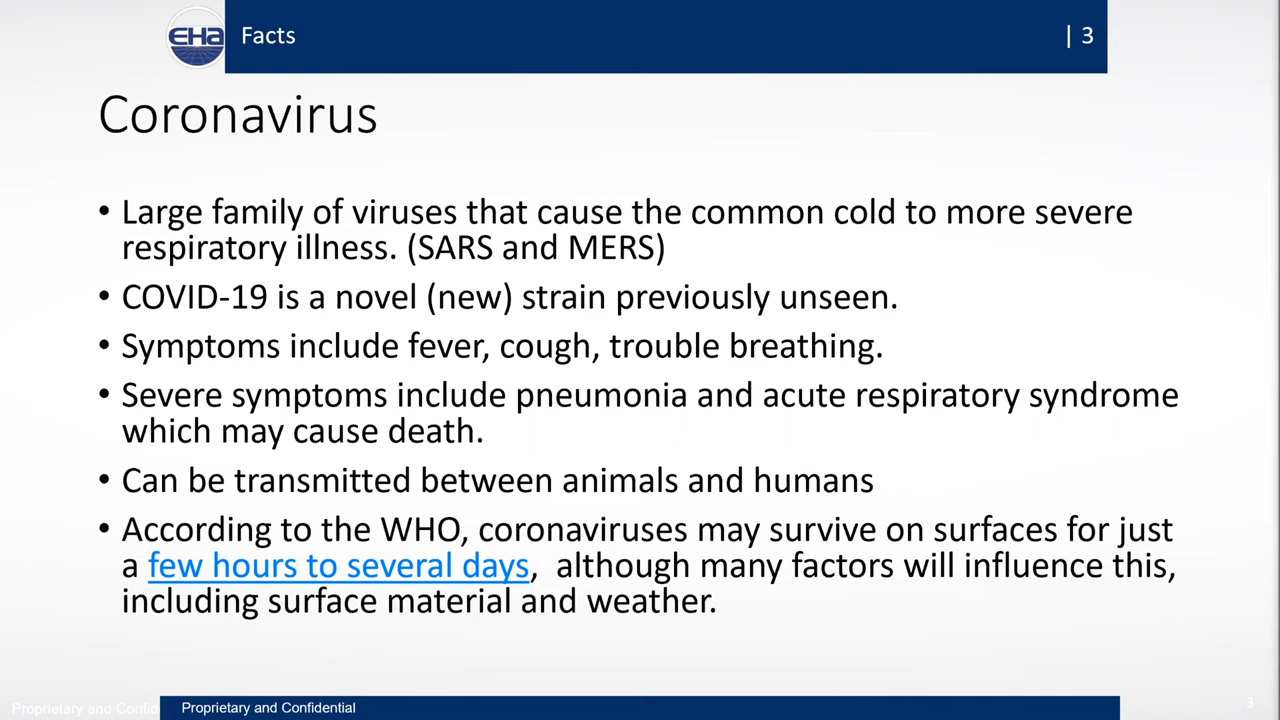 EHa
Facts
| 3
Coronavirus
• Large family of viruses that cause the common cold to more severe
respiratory illness. (SARS and MERS)
• COVID-19 is a novel (new) strain previously unseen.
• Symptoms include fever, cough, trouble breathing.
• Severe symptoms include pneumonia and acute respiratory syndrome
which may cause death.
• Can be transmitted between animals and humans
• According to the WHO, coronaviruses may survive on surfaces for just
a few hours to several days,  although many factors will influence this,
including surface material and weather.
Proprietary and Confid
Proprietary and Confidential
3